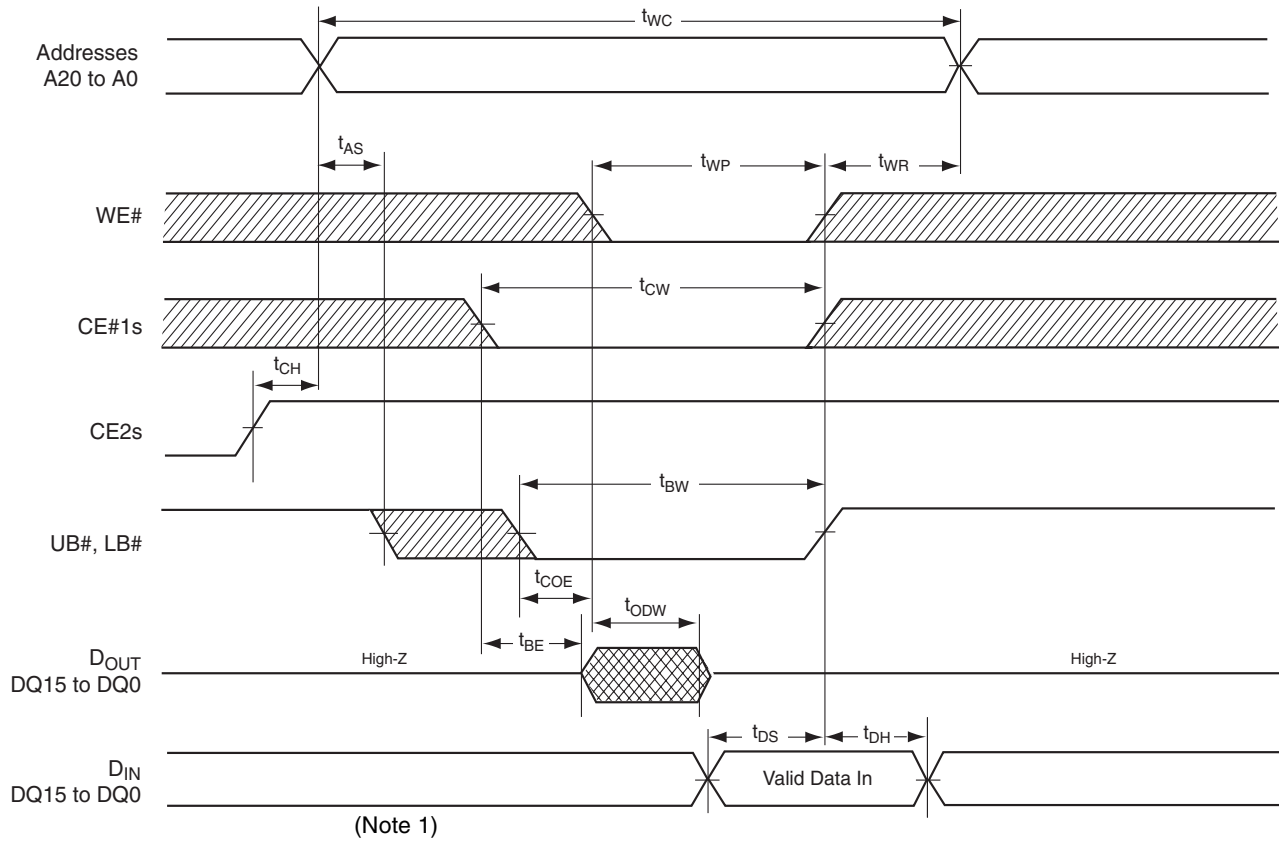 tWC
Addresses
A20 to A0
tAS
tWP
tWR
WE#
tCW
CE#1s
tCH
CE2s
tBW
UB#, LB#
tCOE
tODW
tBE
DOUT
DQ15 to DQ0
High-Z
High-Z
tDS
tDH
DIN
DQ15 to DQ0
Valid Data In
(Note 1)